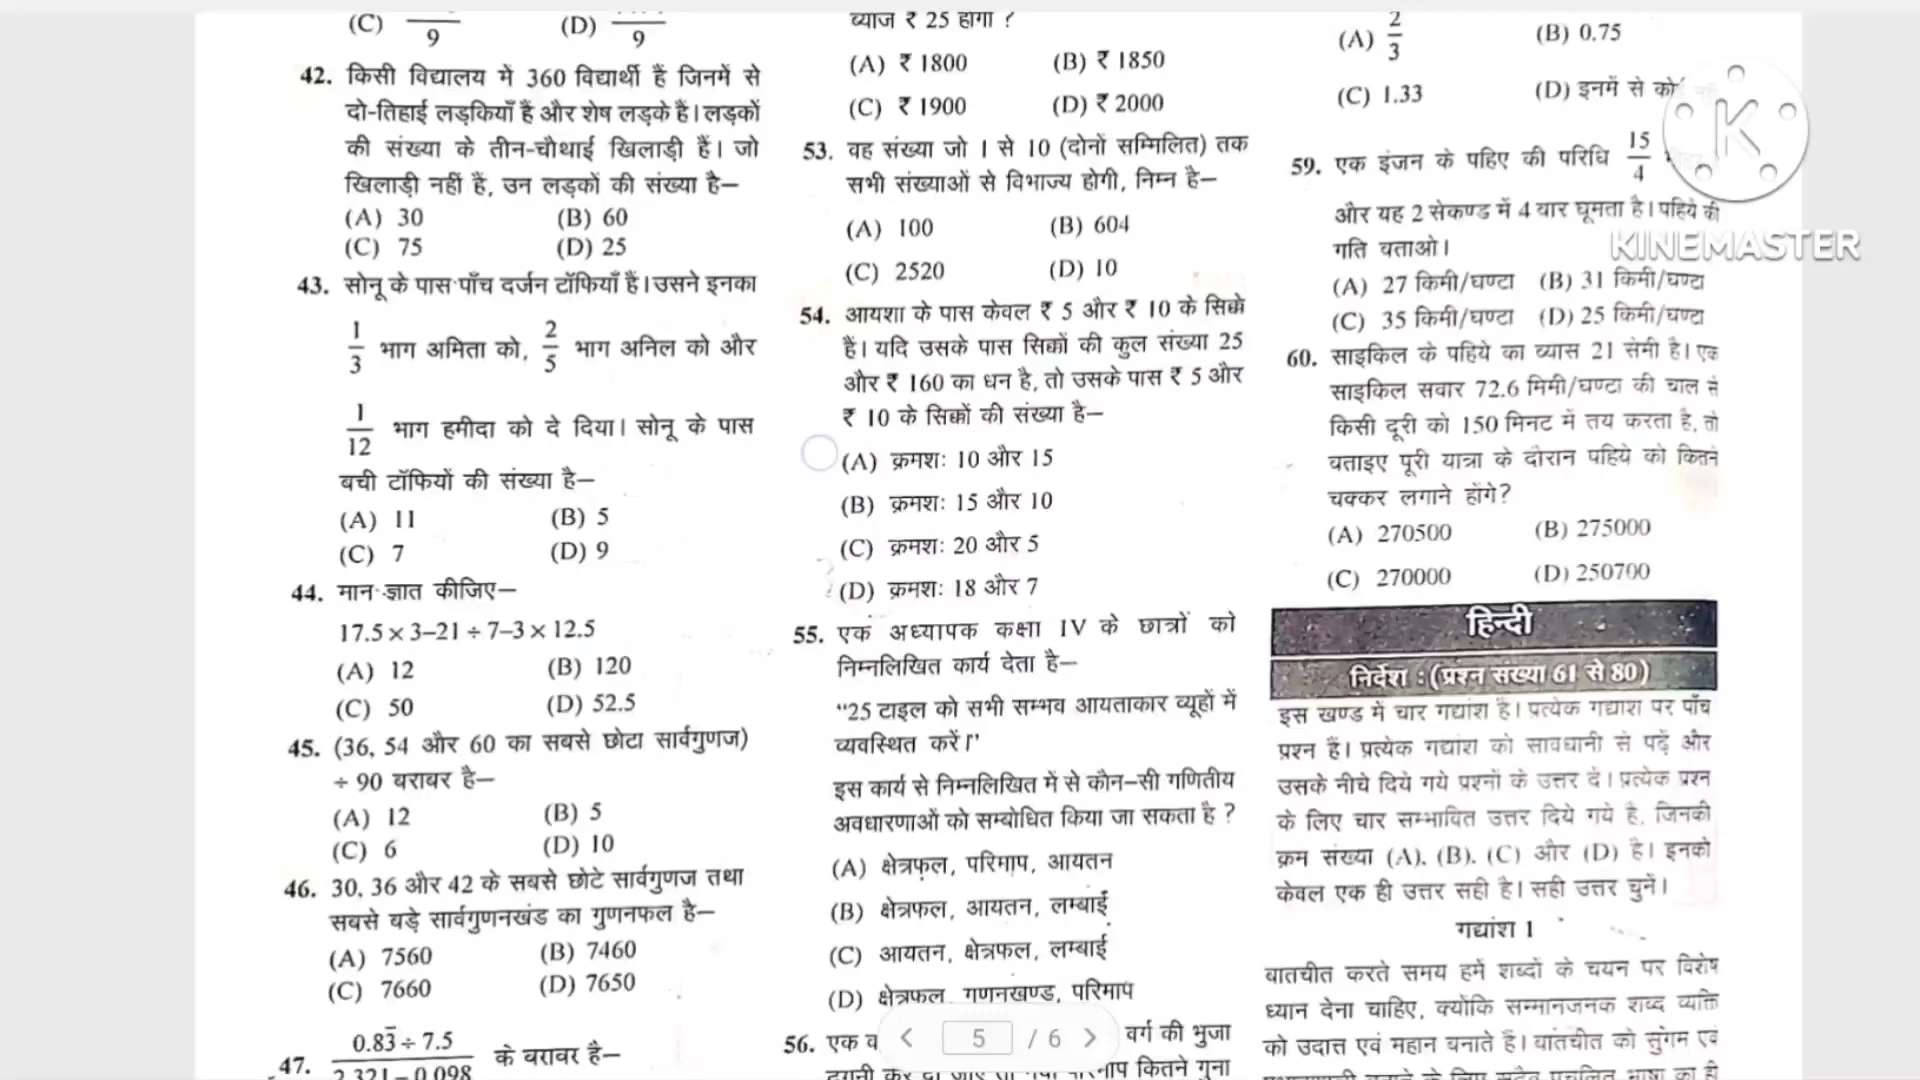 (C) 9
(D) 9
42. किसी विद्यालय में 360 विद्यार्थी हैं जिनमें से
दो-तिहाई लड़कियाँ हैं और शेष लड़के हैं। लड़कों
की संख्या के तीन-चौथाई खिलाड़ी हैं। जो
खिलाड़ी नहीं हैं, उन लड़कों की संख्या है–
(A) 30 (B) 60
(C) 75 (D) 25
43. सोनू के पास पाँच दर्जन टॉफियाँ हैं। उसने इनका
1/3 भाग अमिता को, 2/5 भाग अनिल को और
1/12 भाग हमीदा को दे दिया। सोनू के पास
बची टॉफियों की संख्या है–
(A) 11 (B) 5
(C) 7 (D) 9
44. मान ज्ञात कीजिए–
17.5 × 3–21 ÷ 7–3 × 12.5
(A) 12 (B) 120
(C) 50 (D) 52.5
45. (36, 54 और 60 का सबसे छोटा सार्वगुणज)
÷ 90 बराबर है–
(A) 12 (B) 5
(C) 6 (D) 10
46. 30, 36 और 42 के सबसे छोटे सार्वगुणज तथा
सबसे बड़े सार्वगुणनखंड का गुणनफल है–
(A) 7560 (B) 7460
(C) 7660 (D) 7650
47. 0.83̅ ÷ 7.5 / 2.321 – 0.098 के बराबर है–
ब्याज ₹ 25 होगा ?
(A) ₹ 1800 (B) ₹ 1850
(C) ₹ 1900 (D) ₹ 2000
53. वह संख्या जो 1 से 10 (दोनों सम्मिलित) तक
सभी संख्याओं से विभाज्य होगी, निम्न है–
(A) 100 (B) 604
(C) 2520 (D) 10
54. आयशा के पास केवल ₹ 5 और ₹ 10 के सिक्के
हैं। यदि उसके पास सिक्कों की कुल संख्या 25
और ₹ 160 का धन है, तो उसके पास ₹ 5 और
₹ 10 के सिक्कों की संख्या है–
(A) क्रमशः 10 और 15
(B) क्रमशः 15 और 10
(C) क्रमशः 20 और 5
(D) क्रमशः 18 और 7
55. एक अध्यापक कक्षा IV के छात्रों को
निम्नलिखित कार्य देता है–
“25 टाइल को सभी सम्भव आयताकार व्यूहों में
व्यवस्थित करें।”
इस कार्य से निम्नलिखित में से कौन–सी गणितीय
अवधारणाओं को सम्बोधित किया जा सकता है ?
(A) क्षेत्रफल, परिमाप, आयतन
(B) क्षेत्रफल, आयतन, लम्बाई
(C) आयतन, क्षेत्रफल, लम्बाई
(D) क्षेत्रफल गणनखण्ड, परिमाप
56. एक व वर्ग की भुजा
कितने गुना
5 / 6
(A) 2/3 (B) 0.75
(C) 1.33 (D) इनमें से
59. एक इंजन के पहिए की परिधि 15/4
और यह 2 सेकण्ड में 4 बार घूमता है। पहिये की
गति बताओ।
(A) 27 किमी/घण्टा (B) 31 किमी/घण्टा
(C) 35 किमी/घण्टा (D) 25 किमी/घण्टा
60. साइकिल के पहिये का व्यास 21 सेमी है। एक
साइकिल सवार 72.6 मिमी/घण्टा की चाल से
किसी दूरी को 150 मिनट में तय करता है, तो
बताइए पूरी यात्रा के दौरान पहिये को कितने
चक्कर लगाने होंगे?
(A) 270500 (B) 275000
(C) 270000 (D) 250700
हिन्दी
निर्देश : (प्रश्न संख्या 61 से 80)
इस खण्ड में चार गद्यांश हैं। प्रत्येक गद्यांश पर पाँच
प्रश्न हैं। प्रत्येक गद्यांश को सावधानी से पढ़ें और
उसके नीचे दिये गये प्रश्नों के उत्तर दें। प्रत्येक प्रश्न
के लिए चार सम्भावित उत्तर दिये गये है, जिनकी
क्रम संख्या (A), (B), (C) और (D) है। इनको
केवल एक ही उत्तर सही है। सही उत्तर चुनें।
गद्यांश 1
बातचीत करते समय हमें शब्दों के चयन पर विशेष
ध्यान देना चाहिए, क्योंकि सम्मानजनक शब्द व्यक्ति
को उदात्त एवं महान बनाते हैं। बातचीत को सुगम एवं
K
KINEMASTER